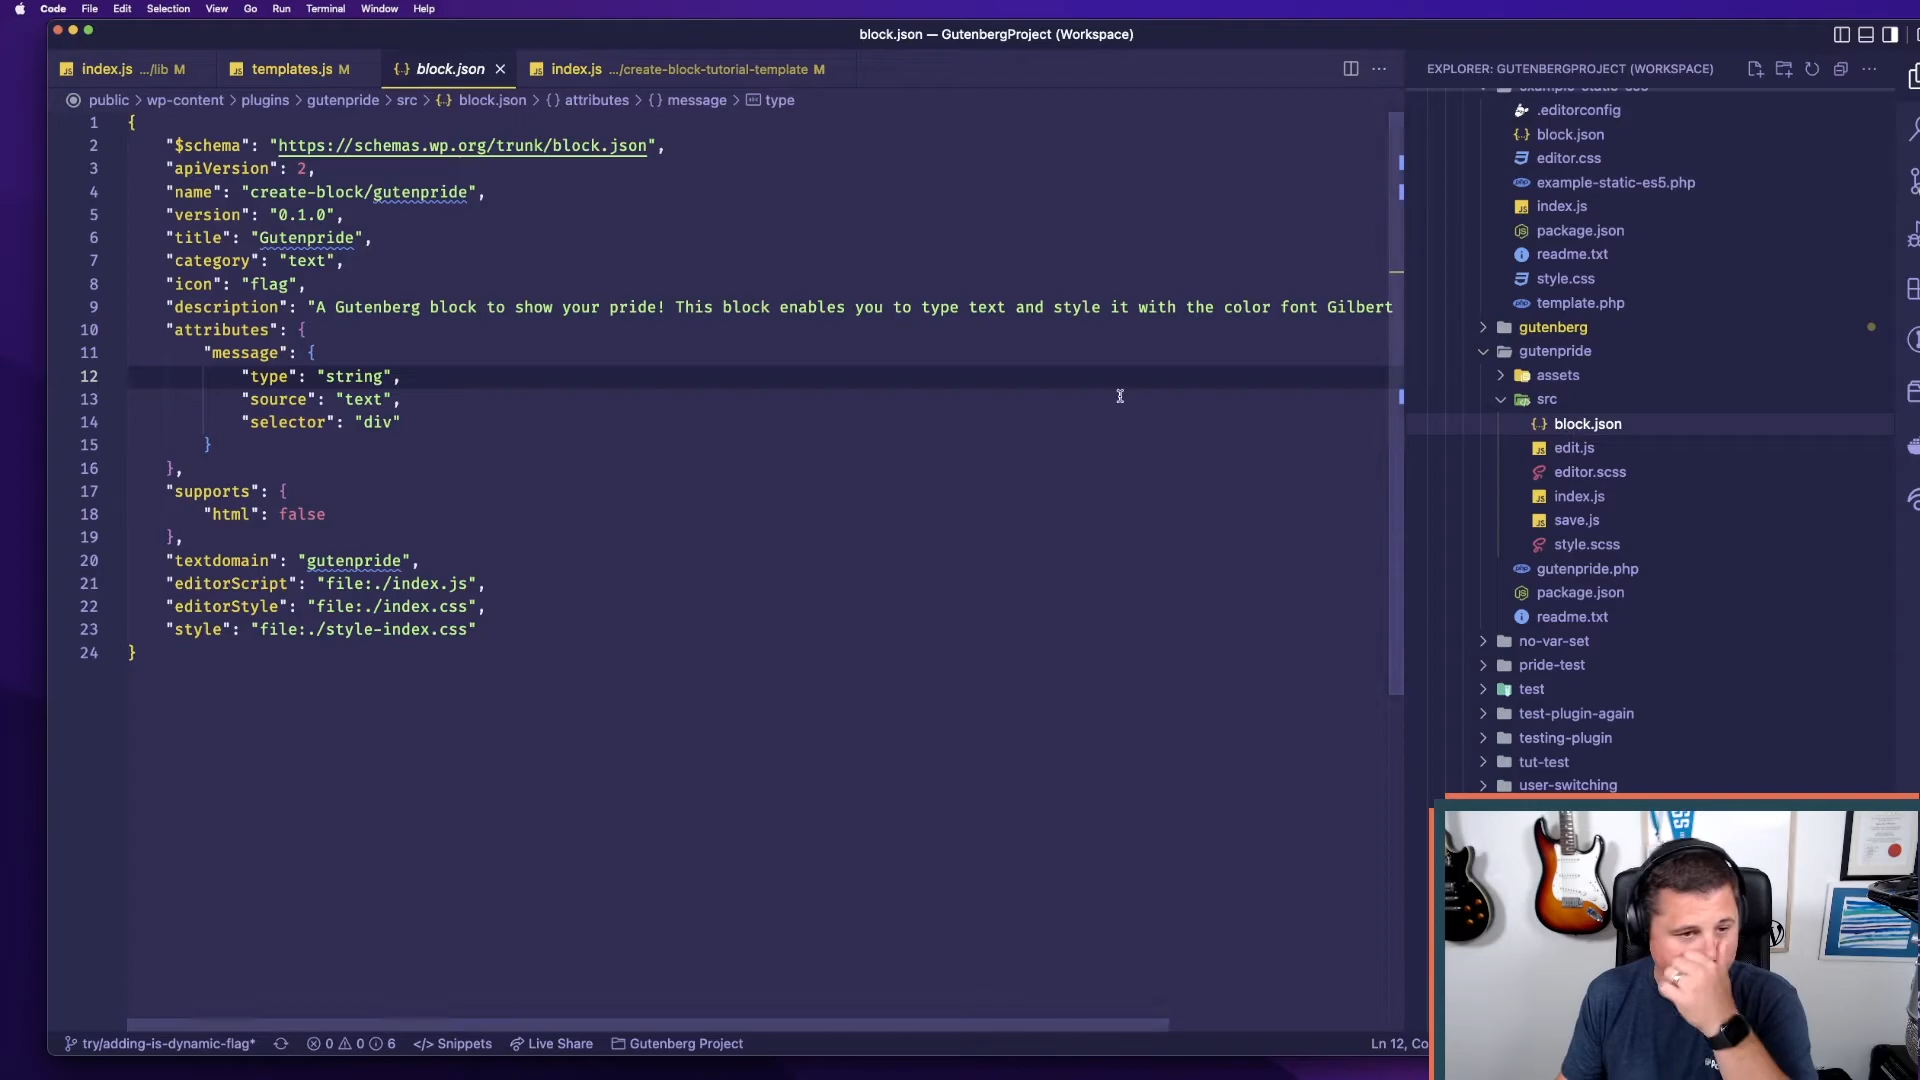 Code File Edit Selection View Go Run Terminal Window Help
block.json — GutenbergProject (Workspace)
index.js .../lib M
templates.js M
block.json
index.js .../create-block-tutorial-template M
public > wp-content > plugins > gutenpride > src > {..} block.json > {} attributes > {} message > type
1 {
2 "$schema": "https://schemas.wp.org/trunk/block.json",
3 "apiVersion": 2,
4 "name": "create-block/gutenpride",
5 "version": "0.1.0",
6 "title": "Gutenpride",
7 "category": "text",
8 "icon": "flag",
9 "description": "A Gutenberg block to show your pride! This block enables you to type text and style it with the color font Gilbert
10 "attributes": {
11 "message": {
12 "type": "string",
13 "source": "text",
14 "selector": "div"
15 }
16 },
17 "supports": {
18 "html": false
19 },
20 "textdomain": "gutenpride",
21 "editorScript": "file:./index.js",
22 "editorStyle": "file:./index.css",
23 "style": "file:./style-index.css"
24 }
EXPLORER: GUTENBERGPROJECT (WORKSPACE)
.editorconfig
block.json
editor.css
example-static-es5.php
index.js
package.json
readme.txt
style.css
template.php
gutenberg
gutenpride
assets
src
block.json
edit.js
editor.scss
index.js
save.js
style.scss
gutenpride.php
package.json
readme.txt
no-var-set
pride-test
test
test-plugin-again
testing-plugin
tut-test
user-switching
try/adding-is-dynamic-flag* 0 0 6 </> Snippets Live Share Gutenberg Project
Ln 12, Co